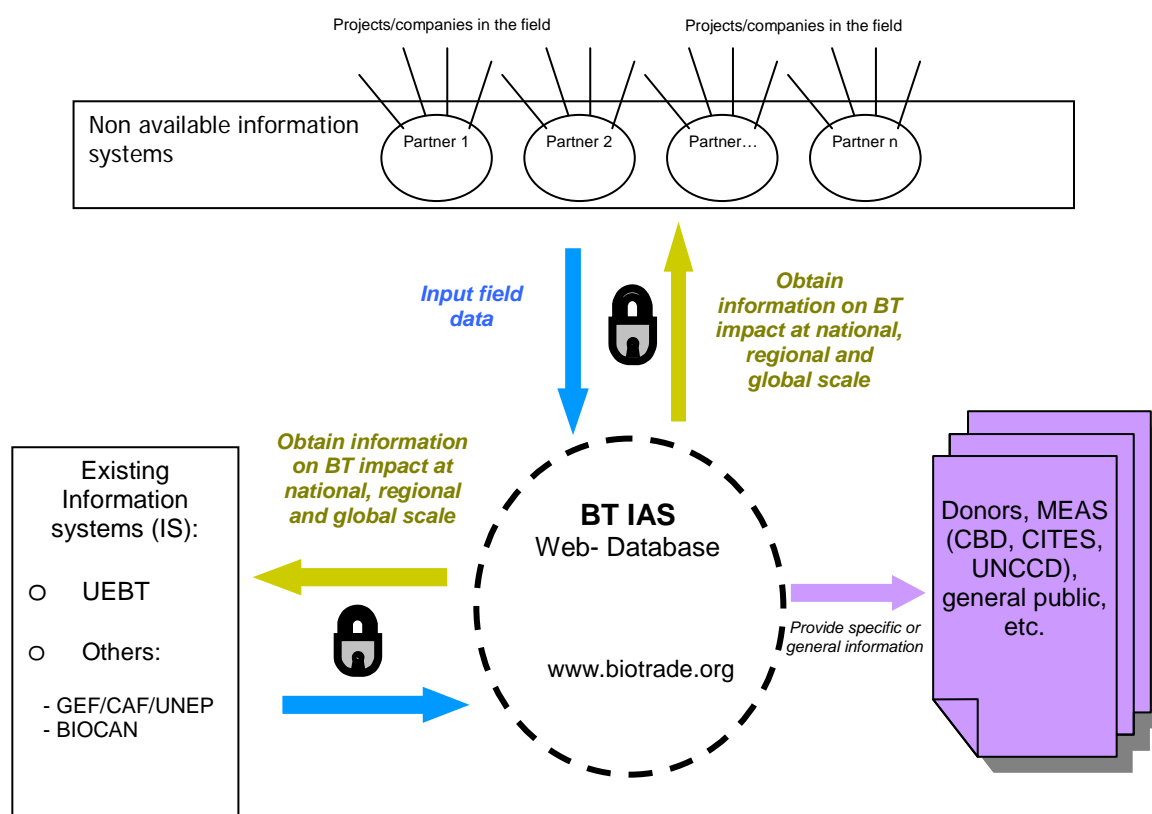 Projects/companies in the field
Projects/companies in the field
Non available information
systems
Partner 1
Partner 2
Partner…
Partner n
Input field
data
Obtain
information on BT
impact at national,
regional and
global scale
Existing
Information
systems (IS):
o UEBT
o Others:
- GEF/CAF/UNEP
- BIOCAN
Obtain information
on BT impact at
national, regional
and global scale
BT IAS
Web- Database
www.biotrade.org
Provide specific or
general information
Donors, MEAS
(CBD, CITES,
UNCCD),
general public,
etc.